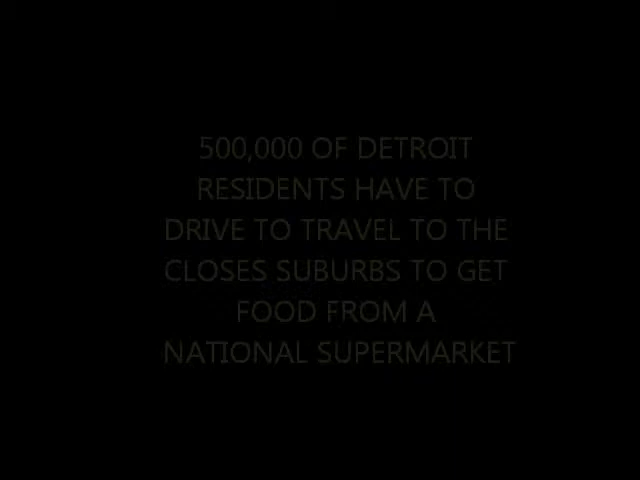 500,000 OF DETROIT
RESIDENTS HAVE TO
DRIVE TO TRAVEL TO THE
CLOSES SUBURBS TO GET
FOOD FROM A
NATIONAL SUPERMARKET